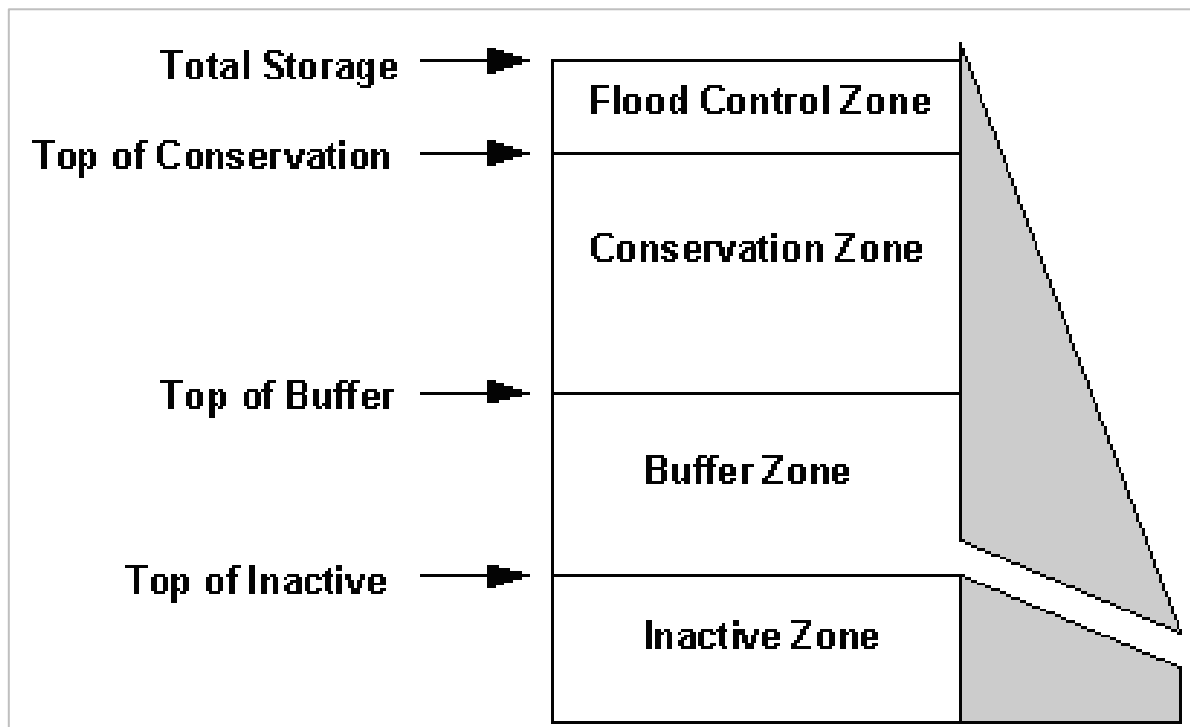 Total Storage
Flood Control Zone
Top of Conservation
Conservation Zone
Top of Buffer
Buffer Zone
Top of Inactive
Inactive Zone